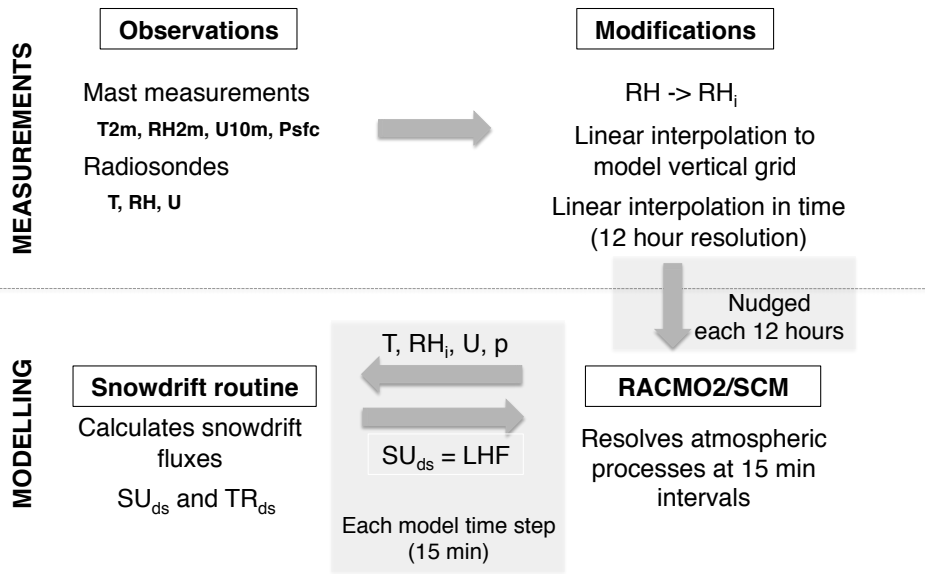 MEASUREMENTS
Observations
Mast measurements
T2m, RH2m, U10m, Psfc
Radiosondes
T, RH, U
Modifications
RH -> RHi
Linear interpolation to
model vertical grid
Linear interpolation in time
(12 hour resolution)
Nudged
each 12 hours
MODELLING
Snowdrift routine
Calculates snowdrift
fluxes
SUds and TRds
T, RHi, U, p
SUds = LHF
Each model time step
(15 min)
RACMO2/SCM
Resolves atmospheric
processes at 15 min
intervals